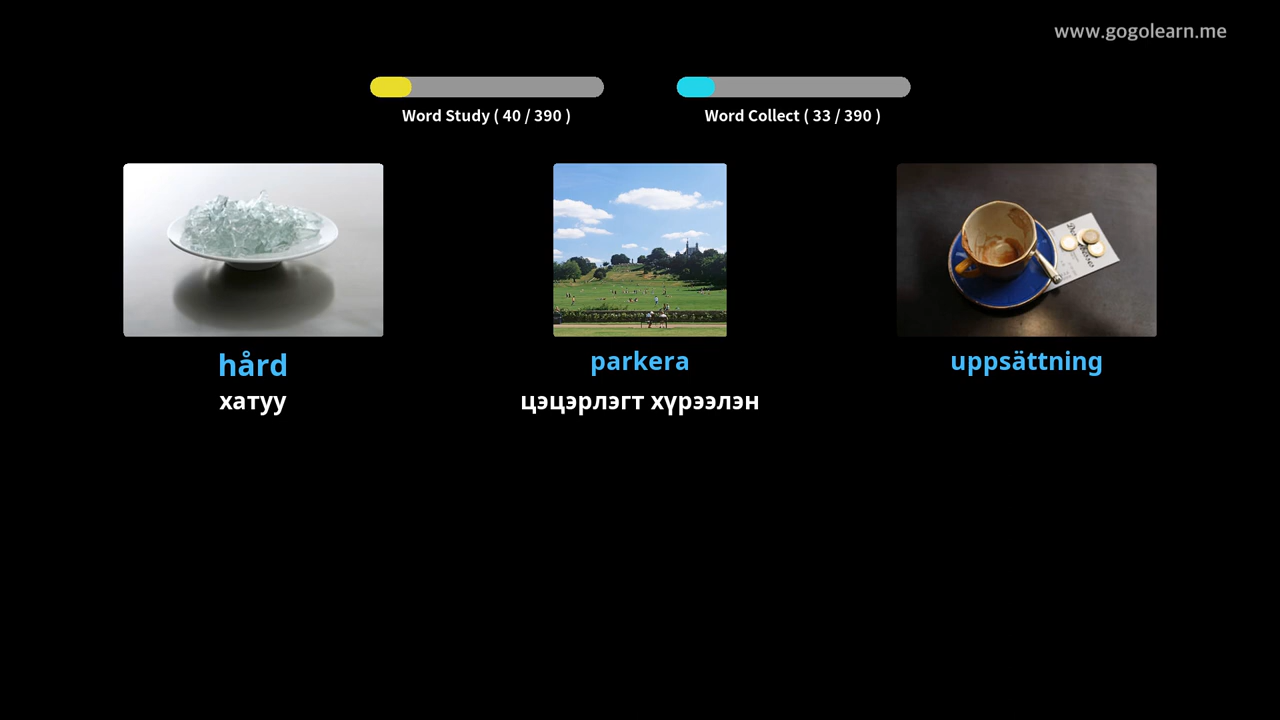 www.gogolearn.me
Word Study ( 40 / 390 )
Word Collect ( 33 / 390 )
hård
parkera
uppsättning
хатуу
цэцэрлэгт хүрээлэн